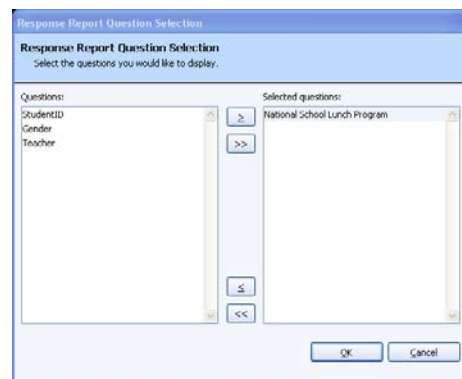 Response Report Question Selection
Response Report Question Selection
Select the questions you would like to display.
Questions:
StudentID
Gender
Teacher
≥
>>
≤
<<
Selected questions:
National School Lunch Program
OK
Cancel